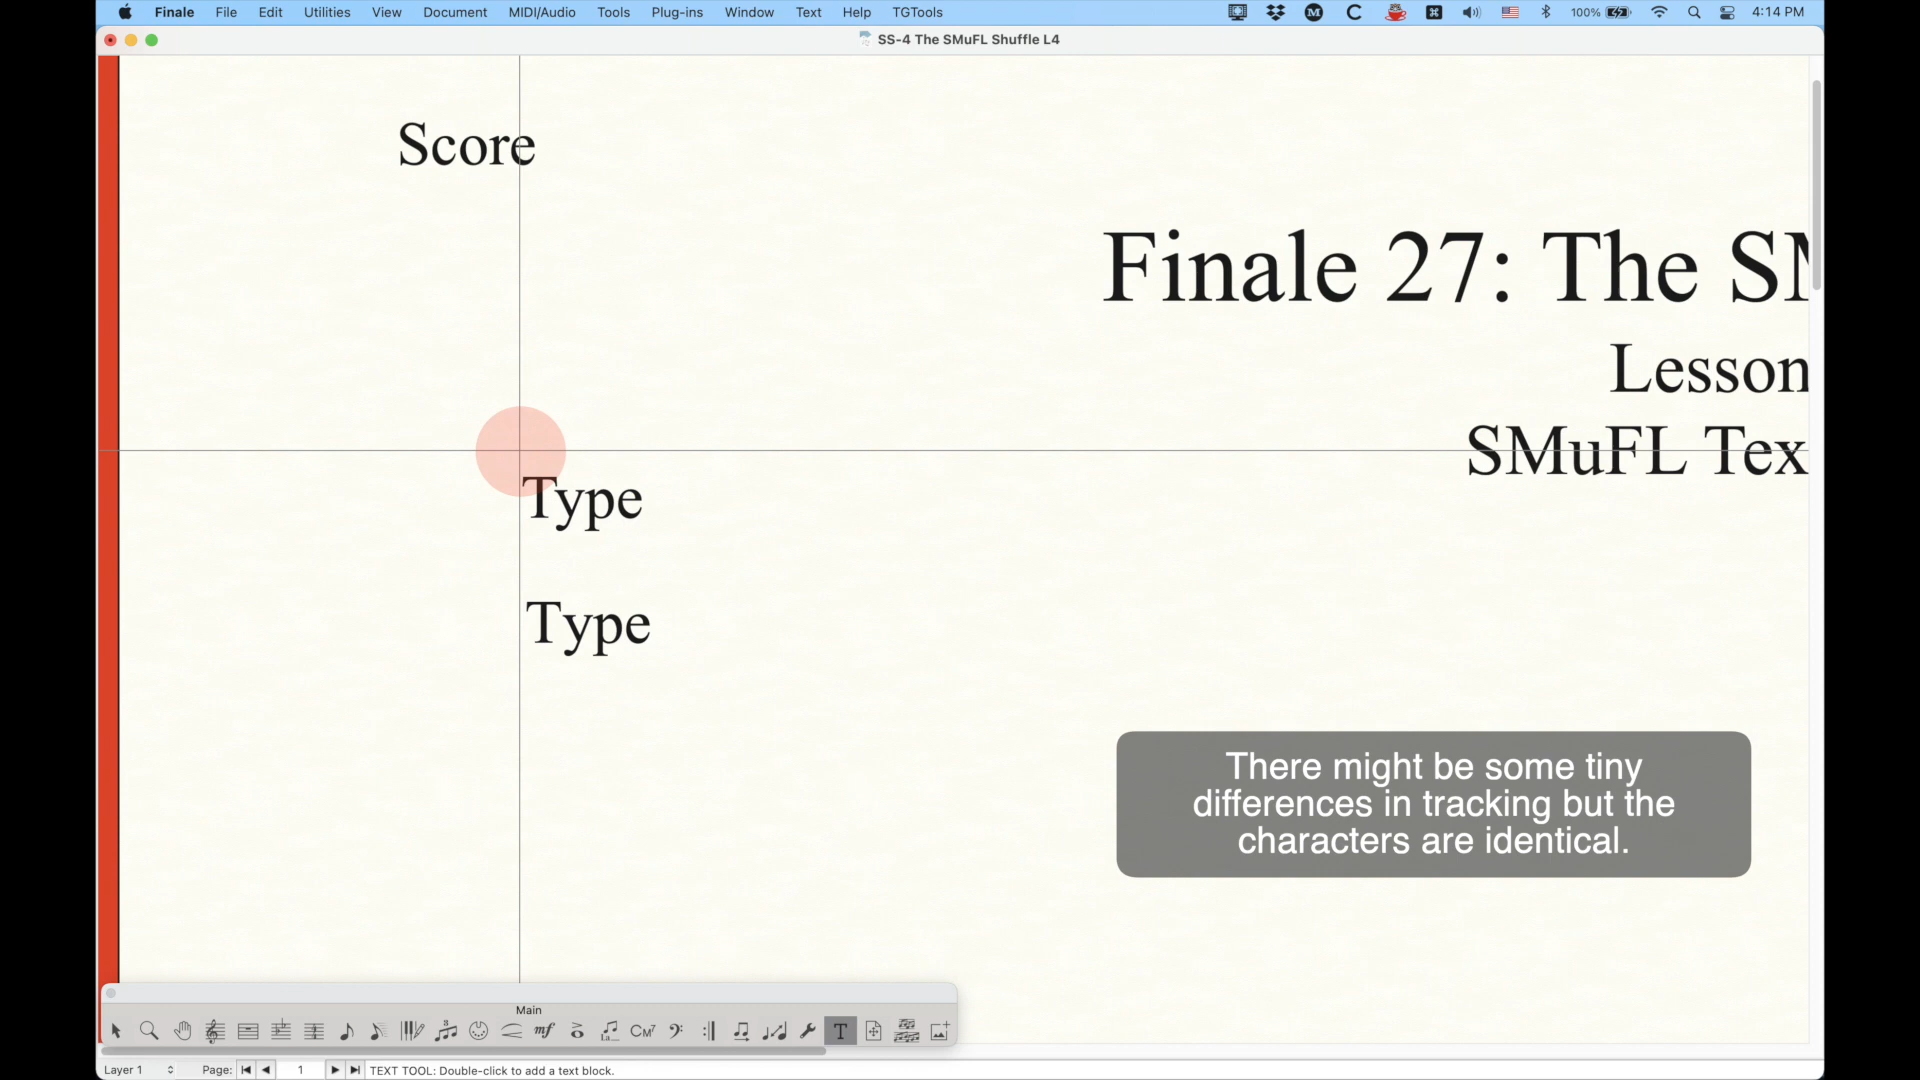 Finale File Edit Utilities View Document MIDI/Audio Tools Plug-ins Window Text Help TGTools 100% 4:14 PM
SS-4 The SMuFL Shuffle L4
Score
Finale 27: The SM
Lesson
SMuFL Tex
Type
Type
There might be some tiny
differences in tracking but the
characters are identical.
Main
mf CM7 T
Layer 1 Page: 1 TEXT TOOL: Double-click to add a text block.